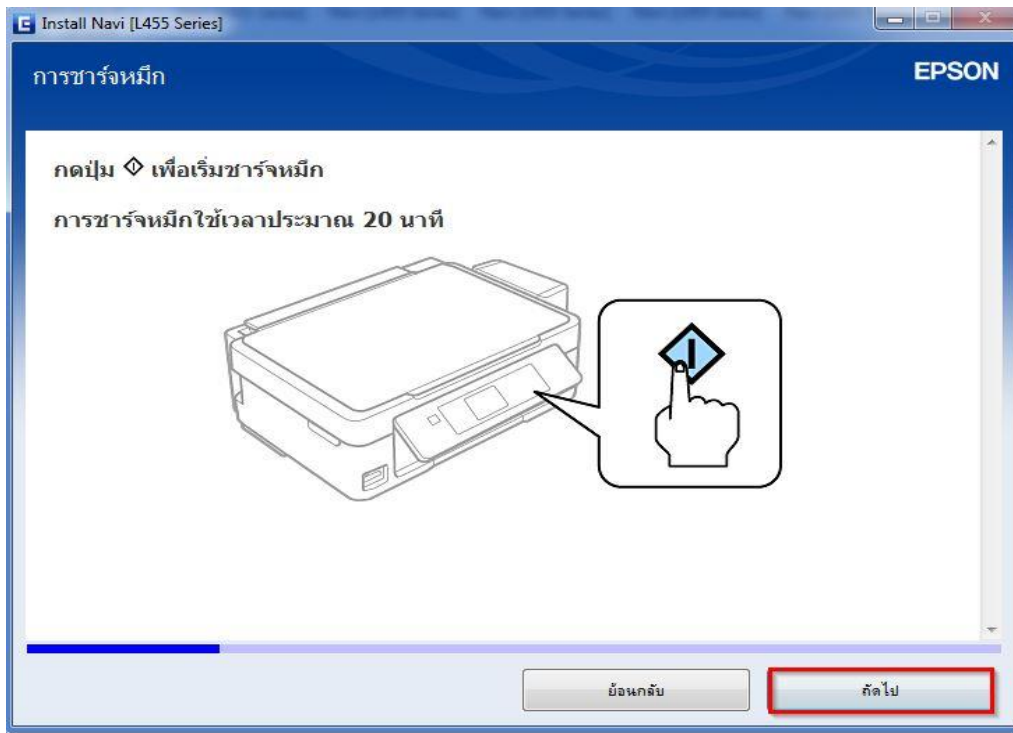 Install Navi [L455 Series]
การชาร์จหมึก
EPSON
กดปุ่ม เพื่อเริ่มชาร์จหมึก
การชาร์จหมึกใช้เวลาประมาณ 20 นาที
ย้อนกลับ
ถัดไป